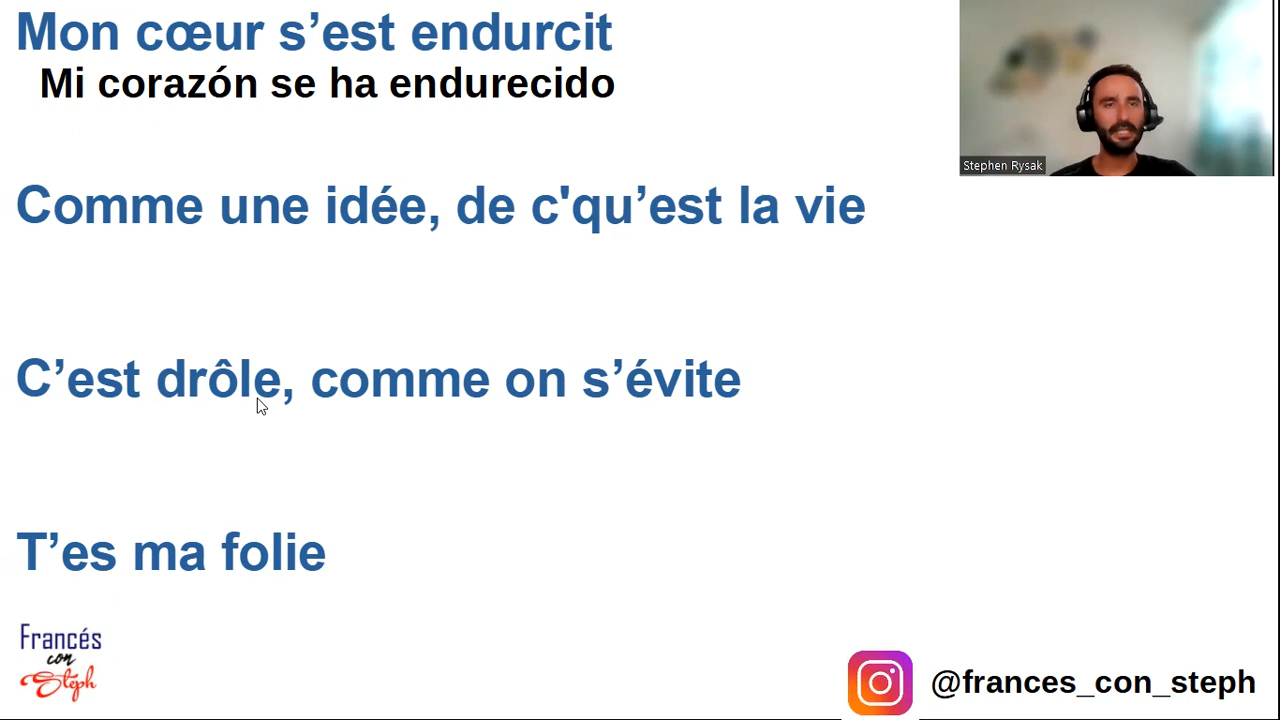 Mon cœur s’est endurcit
Mi corazón se ha endurecido
Stephen Rysak
Comme une idée, de c'qu’est la vie
C’est drôle, comme on s’évite
T’es ma folie
Francés
con
Steph
@frances_con_steph